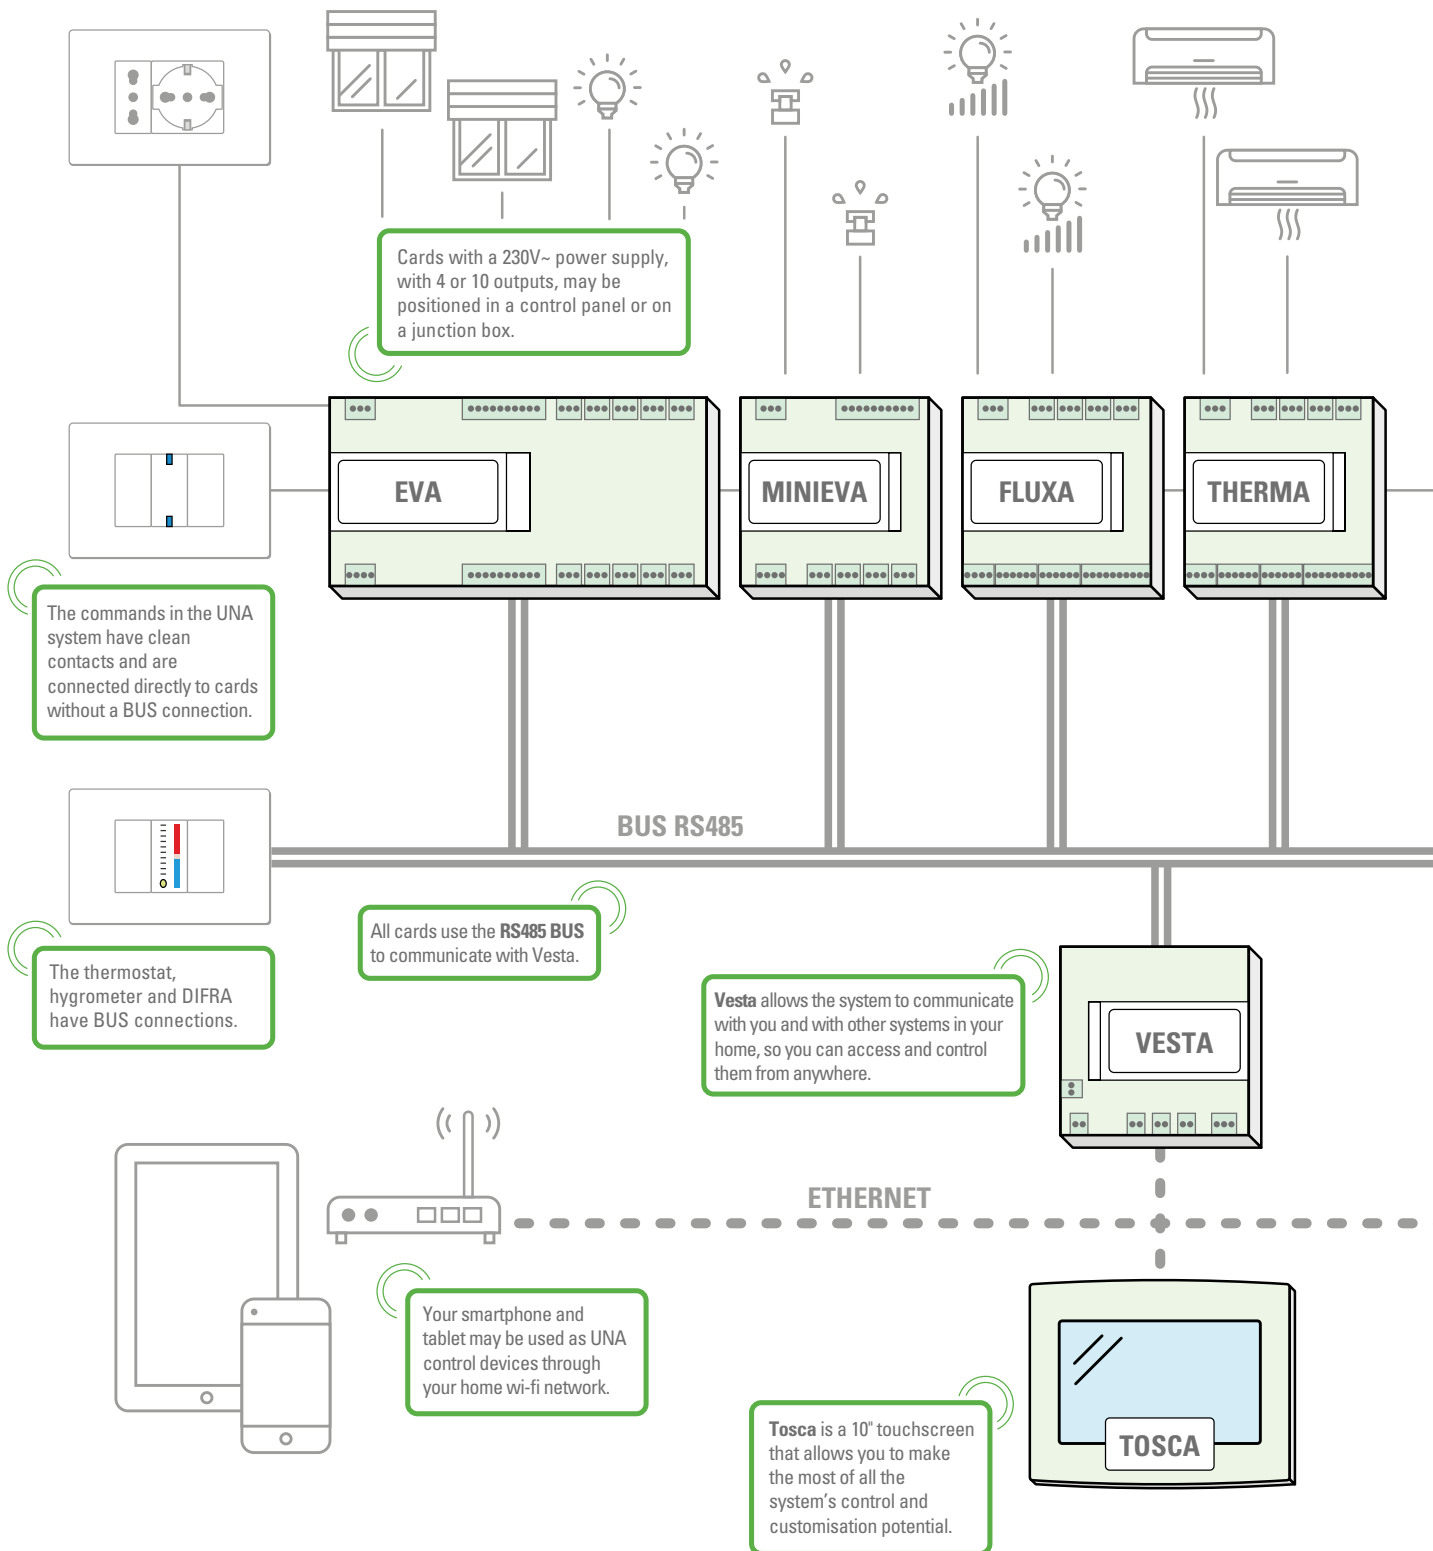 Cards with a 230V~ power supply,
with 4 or 10 outputs, may be
positioned in a control panel or on
a junction box.
EVA
MINIEVA
FLUXA
THERMA
The commands in the UNA
system have clean
contacts and are
connected directly to cards
without a BUS connection.
BUS RS485
All cards use the RS485 BUS
to communicate with Vesta.
The thermostat,
hygrometer and DIFRA
have BUS connections.
Vesta allows the system to communicate
with you and with other systems in your
home, so you can access and control
them from anywhere.
VESTA
ETHERNET
Your smartphone and
tablet may be used as UNA
control devices through
your home wi-fi network.
Tosca is a 10" touchscreen
that allows you to make
the most of all the
system's control and
customisation potential.
TOSCA